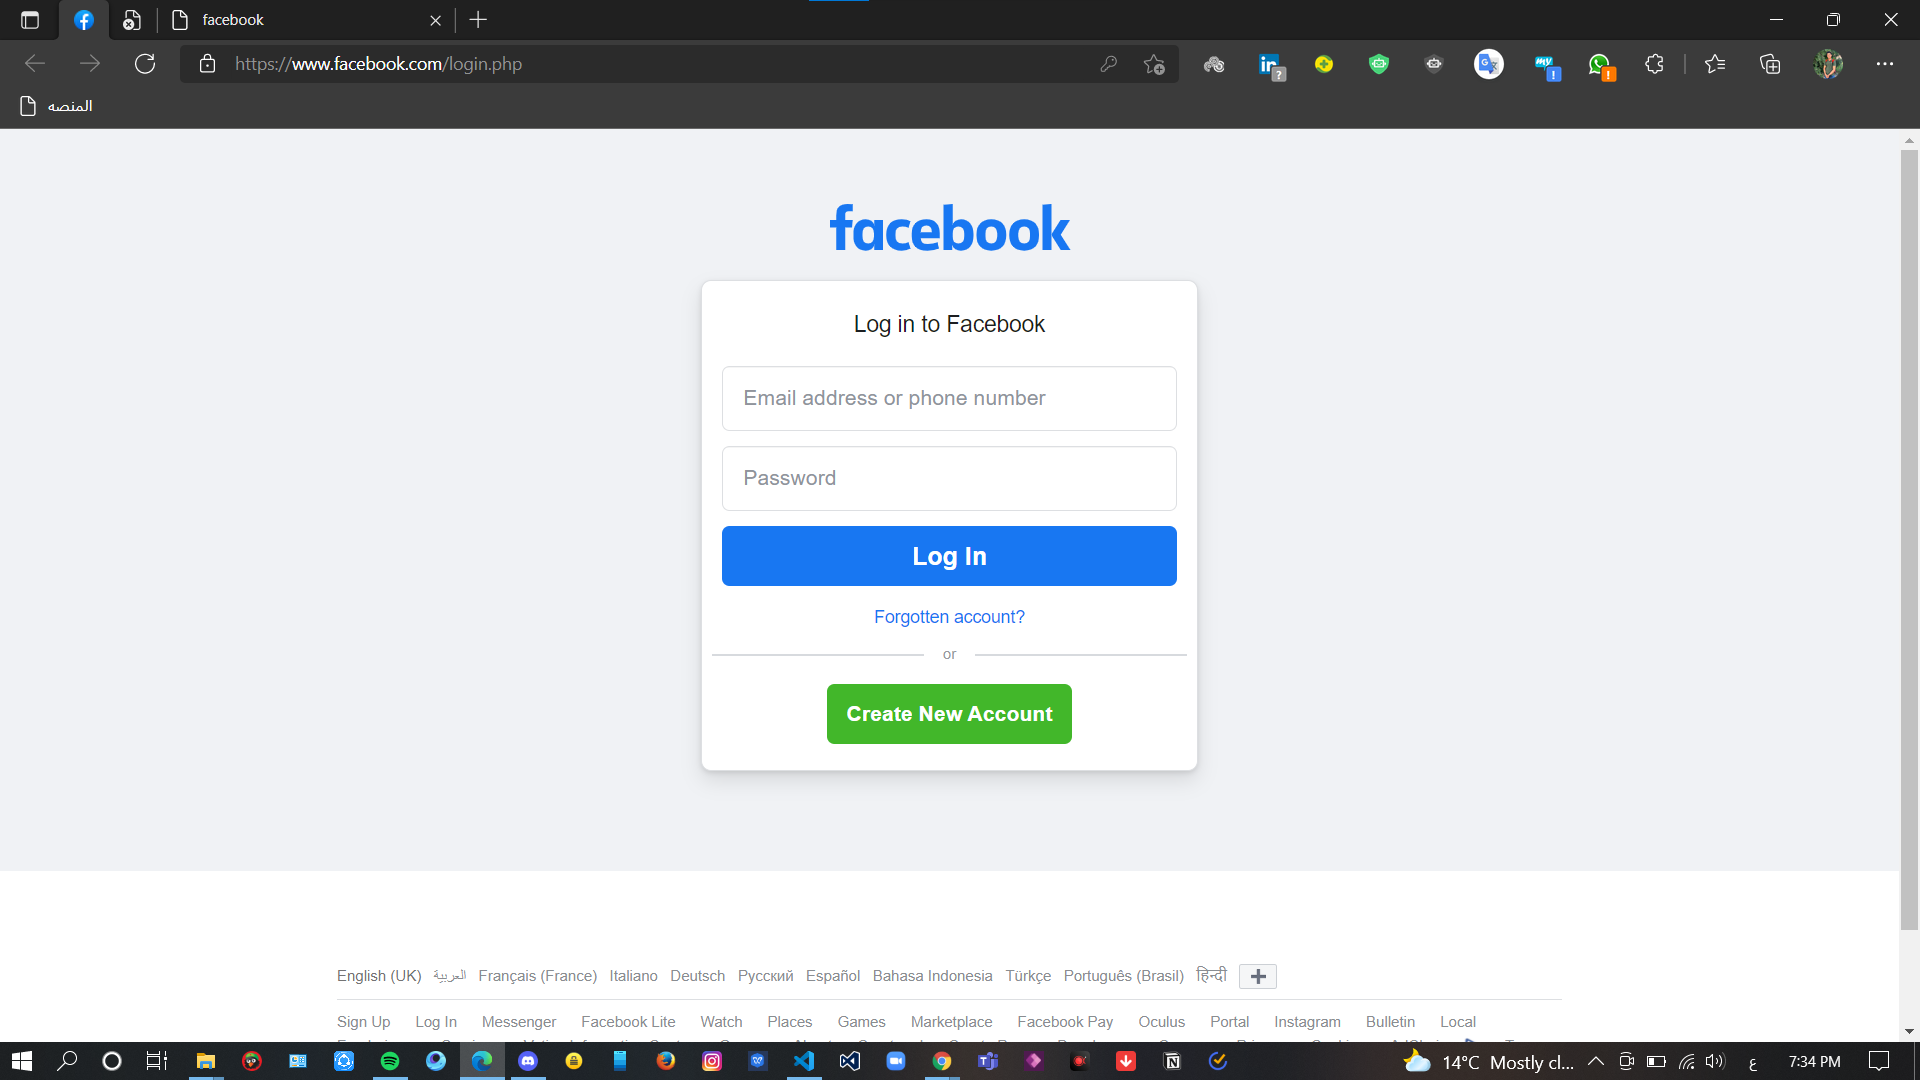 facebook
https://www.facebook.com/login.php
المنصه
facebook
Log in to Facebook
Email address or phone number
Password
Log In
Forgotten account?
or
Create New Account
English (UK) العربية Français (France) Italiano Deutsch Русский Español Bahasa Indonesia Türkçe Português (Brasil) हिन्दी
Sign Up Log In Messenger Facebook Lite Watch Places Games Marketplace Facebook Pay Oculus Portal Instagram Bulletin Local
14°C Mostly cl... ع 7:34 PM